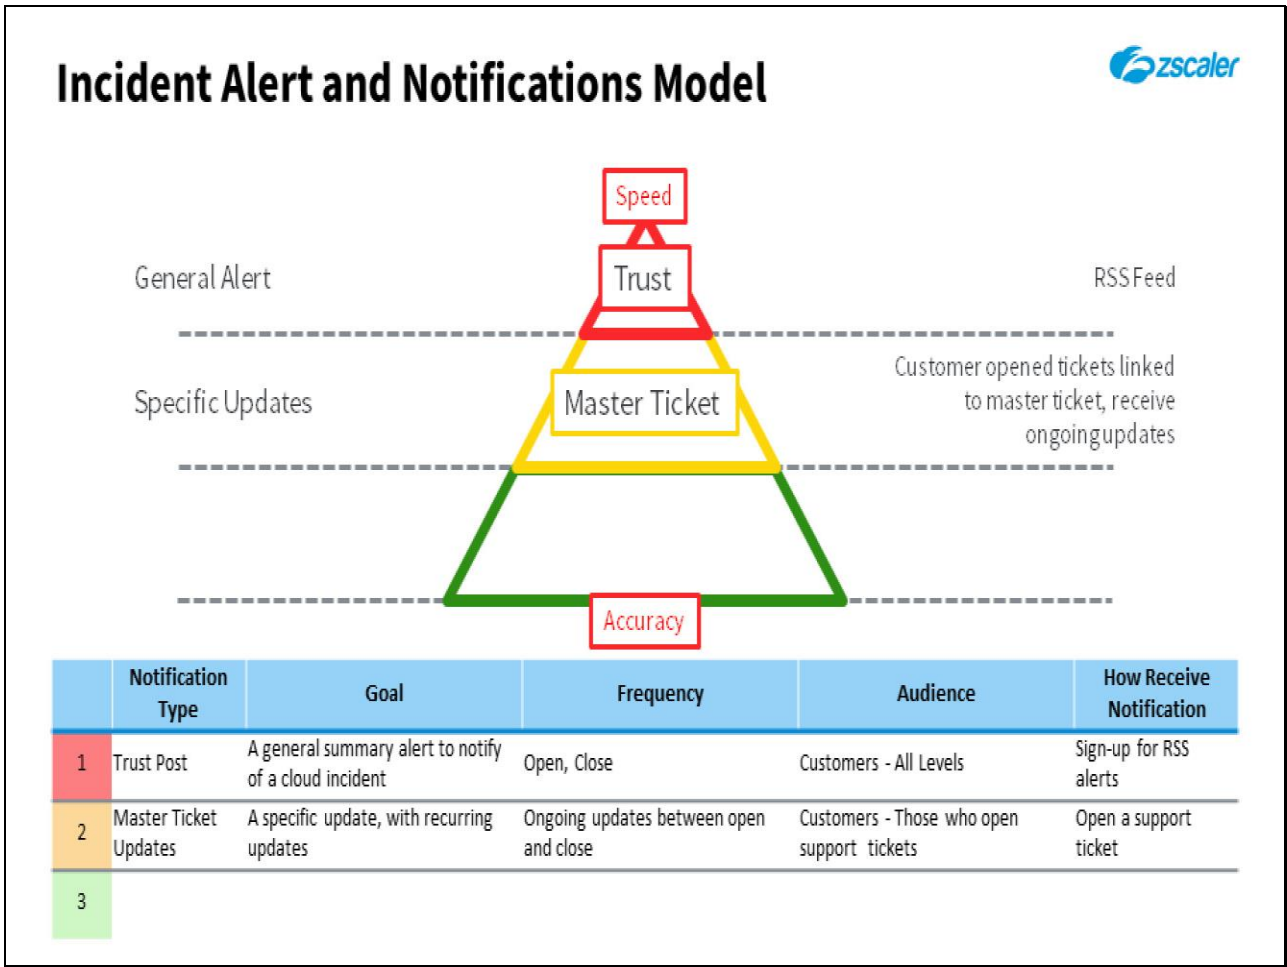 Incident Alert and Notifications Model
zscaler
Speed
General Alert
Trust
RSS Feed
Specific Updates
Master Ticket
Customer opened tickets linked
to master ticket, receive
ongoing updates
Accuracy
Notification
Type
Goal
Frequency
Audience
How Receive
Notification
1
Trust Post
A general summary alert to notify
of a cloud incident
Open, Close
Customers - All Levels
Sign-up for RSS
alerts
2
Master Ticket
Updates
A specific update, with recurring
updates
Ongoing updates between open
and close
Customers - Those who open
support tickets
Open a support
ticket
3